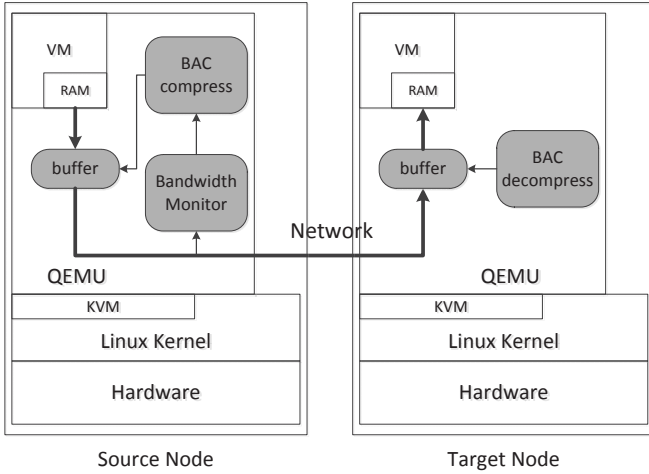 VM
RAM
BAC
compress
buffer
Bandwidth
Monitor
QEMU
KVM
Linux Kernel
Hardware
Source Node
Network
VM
RAM
buffer
BAC
decompress
QEMU
KVM
Linux Kernel
Hardware
Target Node